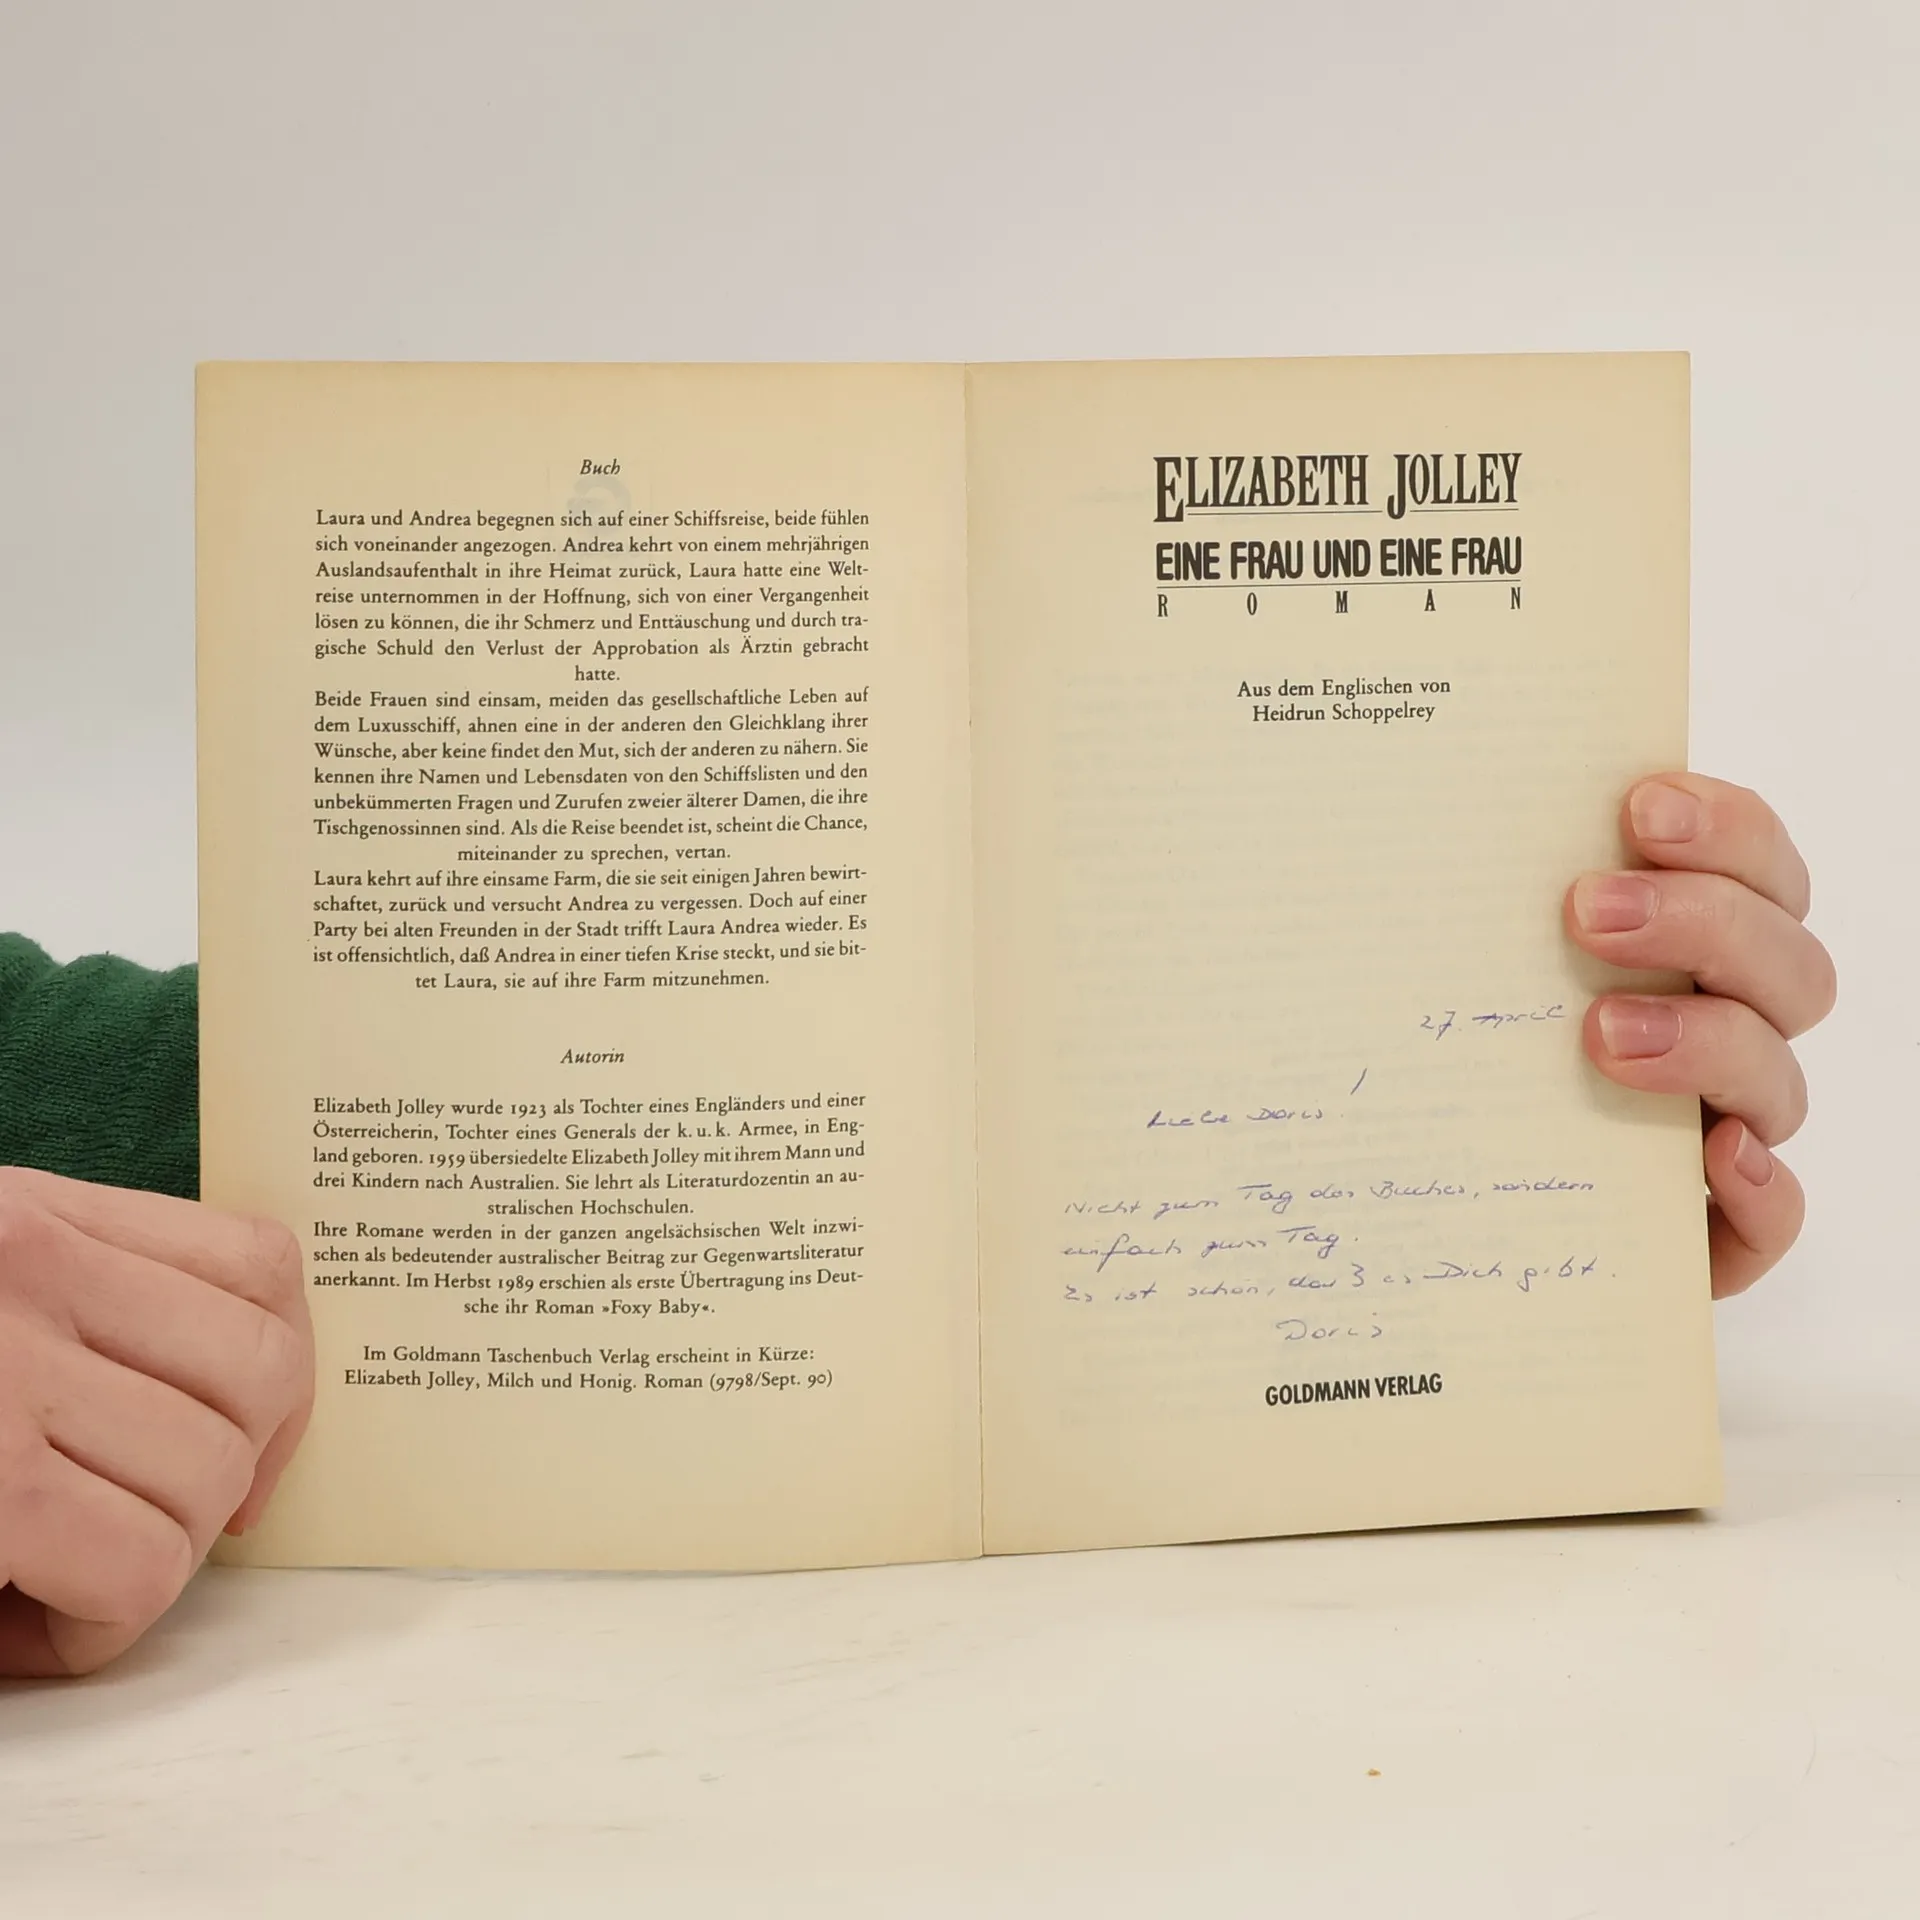 Buch
Laura und Andrea begegnen sich auf einer Schiffsreise, beide fühlen
sich voneinander angezogen. Andrea kehrt von einem mehrjährigen
Auslandsaufenthalt in ihre Heimat zurück, Laura hatte eine Welt-
reise unternommen in der Hoffnung, sich von einer Vergangenheit
lösen zu können, die ihr Schmerz und Enttäuschung und durch tra-
gische Schuld den Verlust der Approbation als Ärztin gebracht
hatte.
Beide Frauen sind einsam, meiden das gesellschaftliche Leben auf
dem Luxusschiff, ahnen eine in der anderen den Gleichklang ihrer
Wünsche, aber keine findet den Mut, sich der anderen zu nähern. Sie
kennen ihre Namen und Lebensdaten von den Schiffslisten und den
unbekümmerten Fragen und Zurufen zweier älterer Damen, die ihre
Tischgenossinnen sind. Als die Reise beendet ist, scheint die Chance,
miteinander zu sprechen, vertan.
Laura kehrt auf ihre einsame Farm, die sie seit einigen Jahren bewirt-
schaftet, zurück und versucht Andrea zu vergessen. Doch auf einer
Party bei alten Freunden in der Stadt trifft Laura Andrea wieder. Es
ist offensichtlich, daß Andrea in einer tiefen Krise steckt, und sie bit-
tet Laura, sie auf ihre Farm mitzunehmen.
Autorin
Elizabeth Jolley wurde 1923 als Tochter eines Engländers und einer
Österreicherin, Tochter eines Generals der k. u. k. Armee, in Eng-
land geboren. 1959 übersiedelte Elizabeth Jolley mit ihrem Mann und
drei Kindern nach Australien. Sie lehrt als Literaturdozentin an au-
stralischen Hochschulen.
Ihre Romane werden in der ganzen angelsächsischen Welt inzwi-
schen als bedeutender australischer Beitrag zur Gegenwartsliteratur
anerkannt. Im Herbst 1989 erschien als erste Übertragung ins Deut-
sche ihr Roman »Foxy Baby«.
Im Goldmann Taschenbuch Verlag erscheint in Kürze:
Elizabeth Jolley, Milch und Honig. Roman (9798/Sept. 90)
ELIZABETH JOLLEY
EINE FRAU UND EINE FRAU
ROMAN
Aus dem Englischen von
Heidrun Schoppelrey
27. April
Liebe Doris!
Nicht zum Tag des Buches, sondern
einfach zum Tag.
Es ist schön, daß es Dich gibt.
Doris
GOLDMANN VERLAG